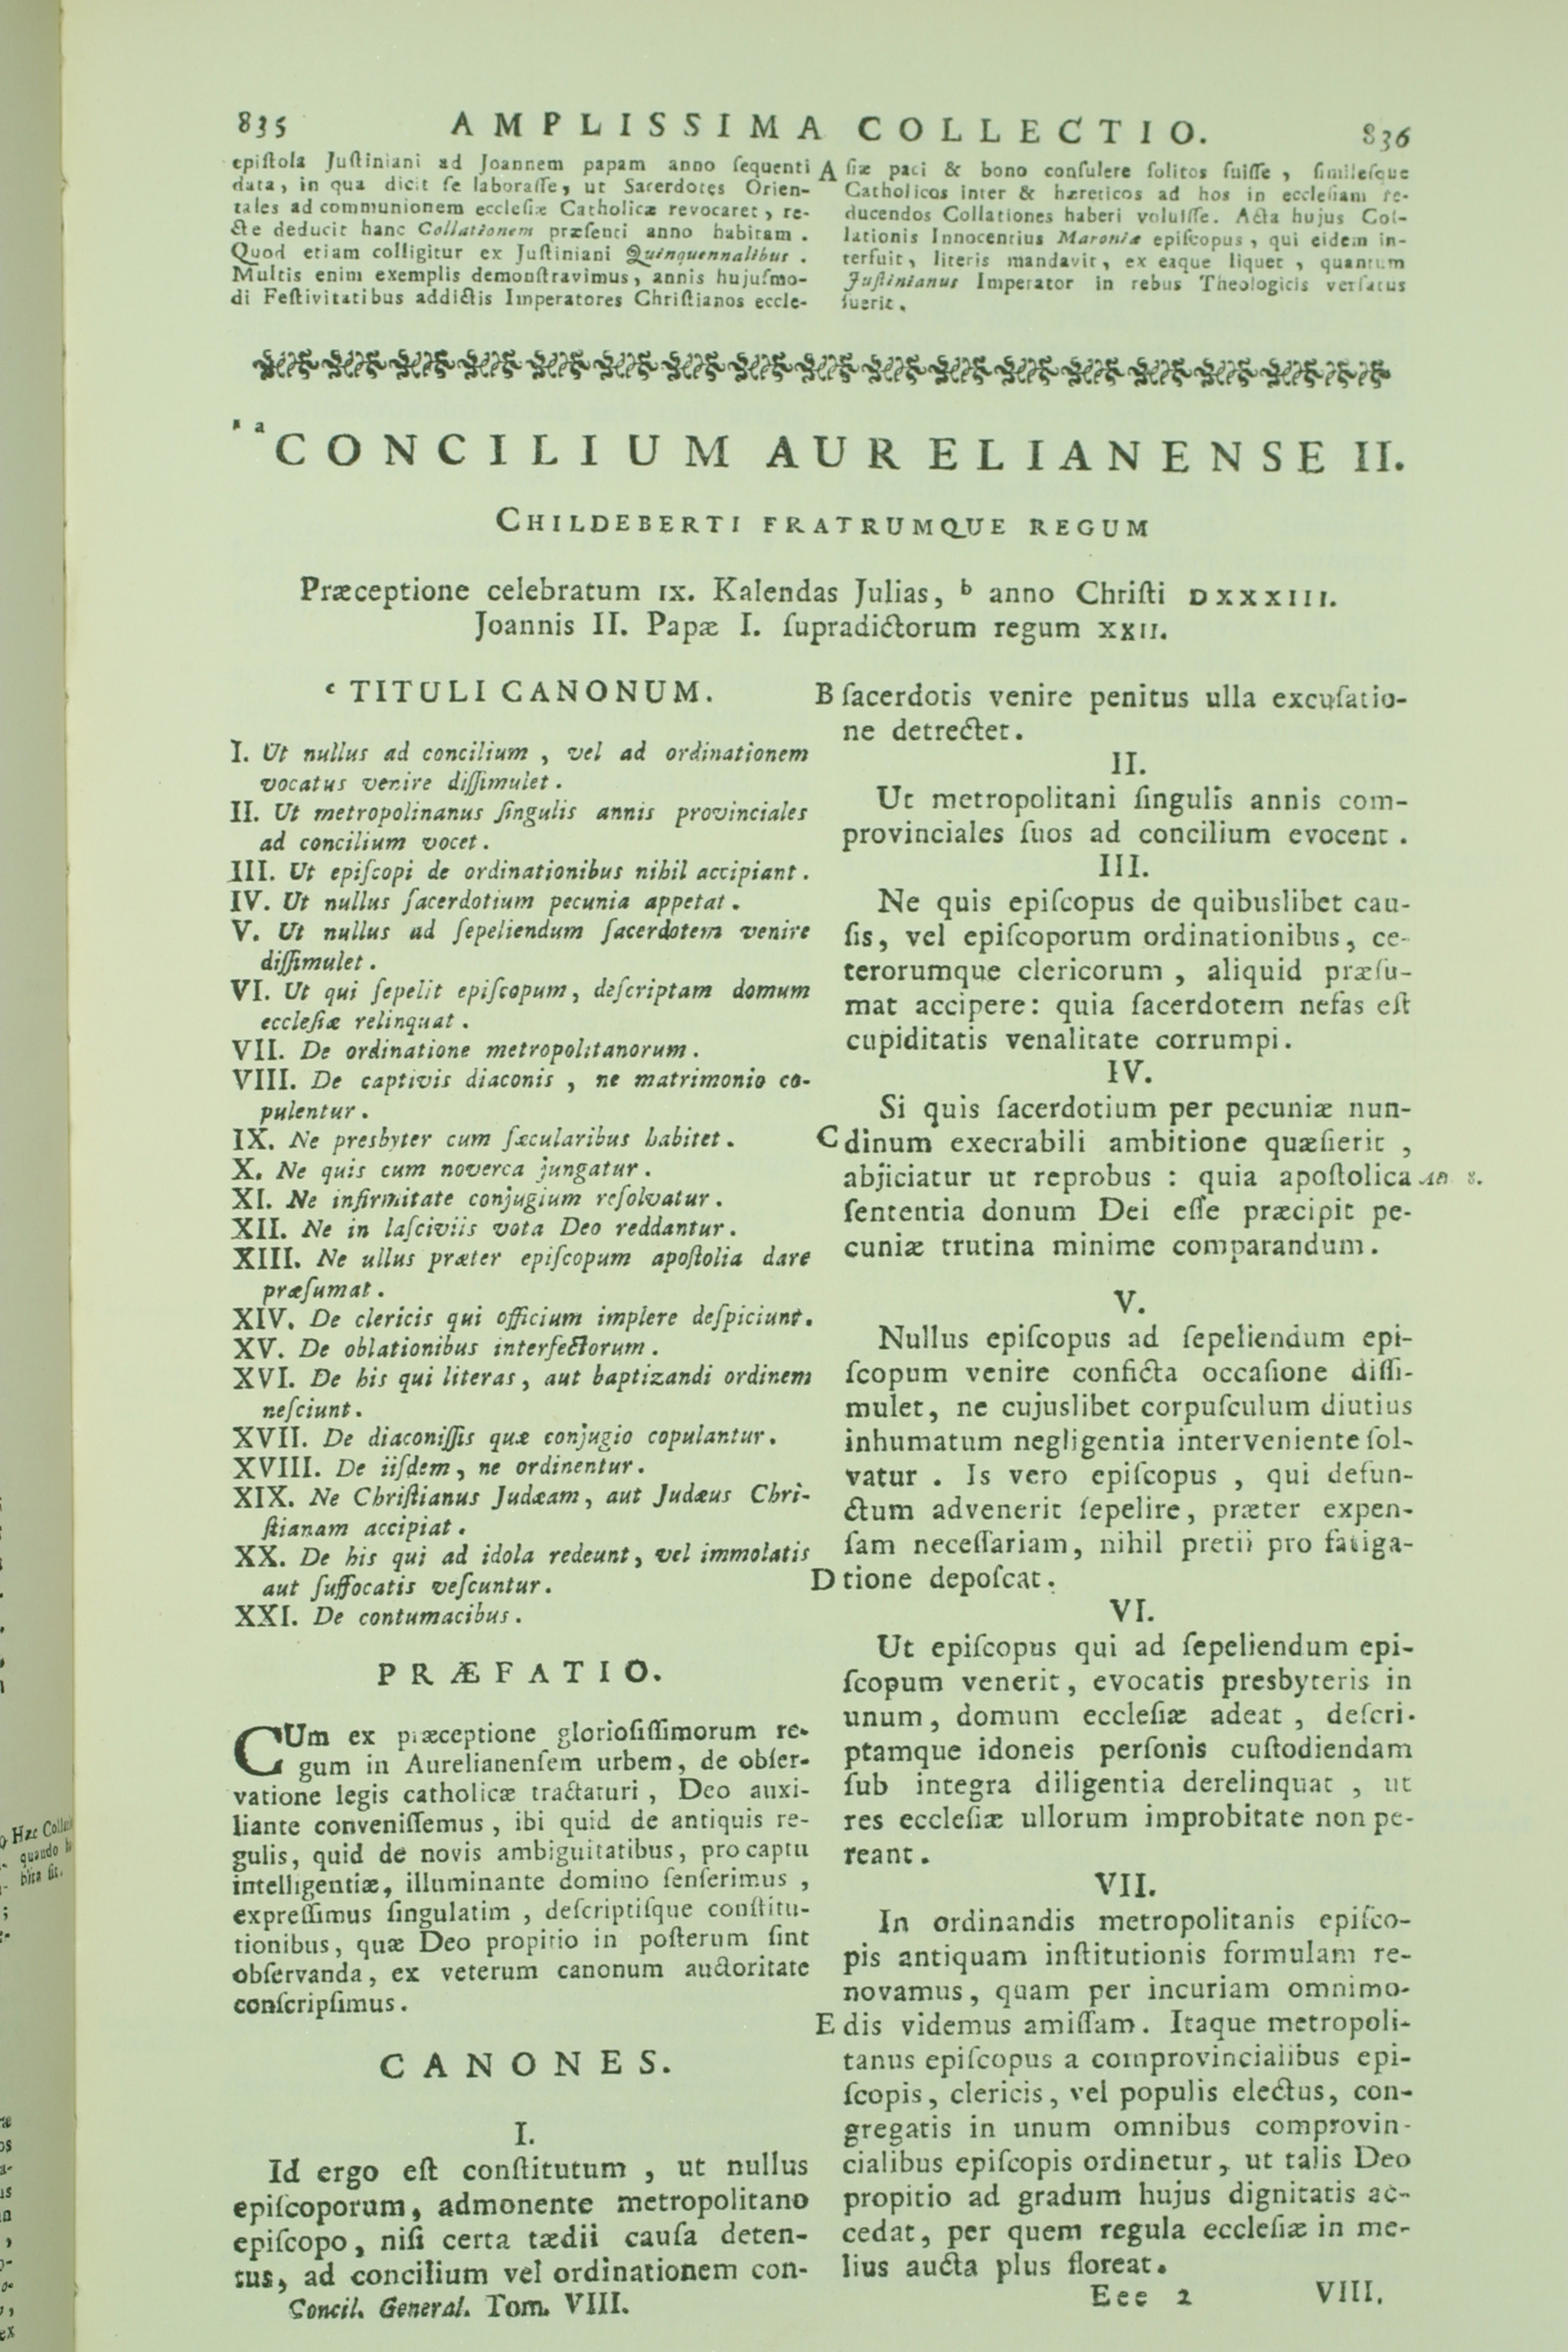 835
AMPLISSIMA COLLECTIO.
836
epiſtola Juſtiniani ad Joannem papam anno ſequenti
data, in qua dicit ſe laboraſſe, ut Sacerdotes Orien-
tales ad communionem eccleſiæ Catholicæ revocaret, re-
cte deducit hanc Collationem præſenti anno habitam.
Quod etiam colligitur ex Juſtiniani Quinquennalibus.
Multis enim exemplis demonſtravimus, annis hujuſmo-
di Feſtivitatibus addictis Imperatores Chriſtianos eccle-
A ſiæ paci & bono conſulere ſolitos fuiſſe, ſimileſque
Catholicos inter & hæreticos ad hos in eccleſiam re-
ducendos Collationes haberi voluiſſe. Acta hujus Col-
lationis Innocentius Maroniæ epiſcopus, qui eidem in-
terfuit, literis mandavit, ex eaque liquet, quantum
Juſtinianus Imperator in rebus Theologicis verſatus
fuerit.
a CONCILIUM AURELIANENSE II.
CHILDEBERTI FRATRUMQUE REGUM
Præceptione celebratum IX. Kalendas Julias, b anno Chriſti DXXXIII.
Joannis II. Papæ I. ſupradictorum regum XXII.
c TITULI CANONUM.
I. Ut nullus ad concilium, vel ad ordinationem
vocatus venire diſſimulet.
II. Ut metropolinanus ſingulis annis provinciales
ad concilium vocet.
III. Ut epiſcopi de ordinationibus nihil accipiant.
IV. Ut nullus ſacerdotium pecunia appetat.
V. Ut nullus ad ſepeliendum ſacerdotem venire
diſſimulet.
VI. Ut qui ſepelit epiſcopum, deſcriptam domum
eccleſiæ relinquat.
VII. De ordinatione metropolitanorum.
VIII. De captivis diaconis, ne matrimonio co-
pulentur.
IX. Ne presbyter cum ſæcularibus habitet.
X. Ne quis cum noverca jungatur.
XI. Ne infirmitate conjugium reſolvatur.
XII. Ne in laſciviis vota Deo reddantur.
XIII. Ne ullus præter epiſcopum apoſtolia dare
præſumat.
XIV. De clericis qui officium implere deſpiciunt.
XV. De oblationibus interfectorum.
XVI. De his qui literas, aut baptizandi ordinem
neſciunt.
XVII. De diaconiſſis quæ conjugio copulantur.
XVIII. De iiſdem, ne ordinentur.
XIX. Ne Chriſtianus Judæam, aut Judæus Chri-
ſtianam accipiat.
XX. De his qui ad idola redeunt, vel immolatis
aut ſuffocatis veſcuntur.
XXI. De contumacibus.
PRÆFATIO.
CUm ex præceptione glorioſiſſimorum re-
gum in Aurelianenſem urbem, de obſer-
vatione legis catholicæ tractaturi, Deo auxi-
liante conveniſſemus, ibi quid de antiquis re-
gulis, quid de novis ambiguitatibus, pro captu
intelligentiæ, illuminante domino ſenſerimus,
expreſſimus ſingulatim, deſcriptiſque conſtitu-
tionibus, quæ Deo propitio in poſterum ſint
obſervanda, ex veterum canonum auctoritate
conſcripſimus.
CANONES.
I.
Id ergo eſt conſtitutum, ut nullus
epiſcoporum, admonente metropolitano
epiſcopo, niſi certa tædii cauſa deten-
tus, ad concilium vel ordinationem con-
Concil. General. Tom. VIII.
B ſacerdotis venire penitus ulla excuſatio-
ne detrectet.
II.
Ut metropolitani ſingulis annis com-
provinciales ſuos ad concilium evocent.
III.
Ne quis epiſcopus de quibuslibet cau-
ſis, vel epiſcoporum ordinationibus, ce-
terorumque clericorum, aliquid præſu-
mat accipere: quia ſacerdotem nefas eſt
cupiditatis venalitate corrumpi.
IV.
Si quis ſacerdotium per pecuniæ nun-
C dinum execrabili ambitione quæſierit,
abjiciatur ut reprobus: quia apoſtolica 8.
ſententia donum Dei eſſe præcipit pe-
cuniæ trutina minime comparandum.
V.
Nullus epiſcopus ad ſepeliendum epi-
ſcopum venire conficta occaſione diſſi-
mulet, ne cujuslibet corpuſculum diutius
inhumatum negligentia interveniente ſol-
vatur. Is vero epiſcopus, qui defun-
ctum advenerit ſepelire, præter expen-
ſam neceſſariam, nihil pretii pro fatiga-
D tione depoſcat.
VI.
Ut epiſcopus qui ad ſepeliendum epi-
ſcopum venerit, evocatis presbyteris in
unum, domum eccleſiæ adeat, deſcri-
ptamque idoneis perſonis cuſtodiendam
ſub integra diligentia derelinquat, ut
res eccleſiæ ullorum improbitate non pe-
reant.
VII.
In ordinandis metropolitanis epiſco-
pis antiquam inſtitutionis formulam re-
novamus, quam per incuriam omnimo-
E dis videmus amiſſam. Itaque metropoli-
tanus epiſcopus a comprovincialibus epi-
ſcopis, clericis, vel populis electus, con-
gregatis in unum omnibus comprovin-
cialibus epiſcopis ordinetur, ut talis Deo
propitio ad gradum hujus dignitatis ac-
cedat, per quem regula eccleſiæ in me-
lius aucta plus floreat.
Eee 2
VIII.